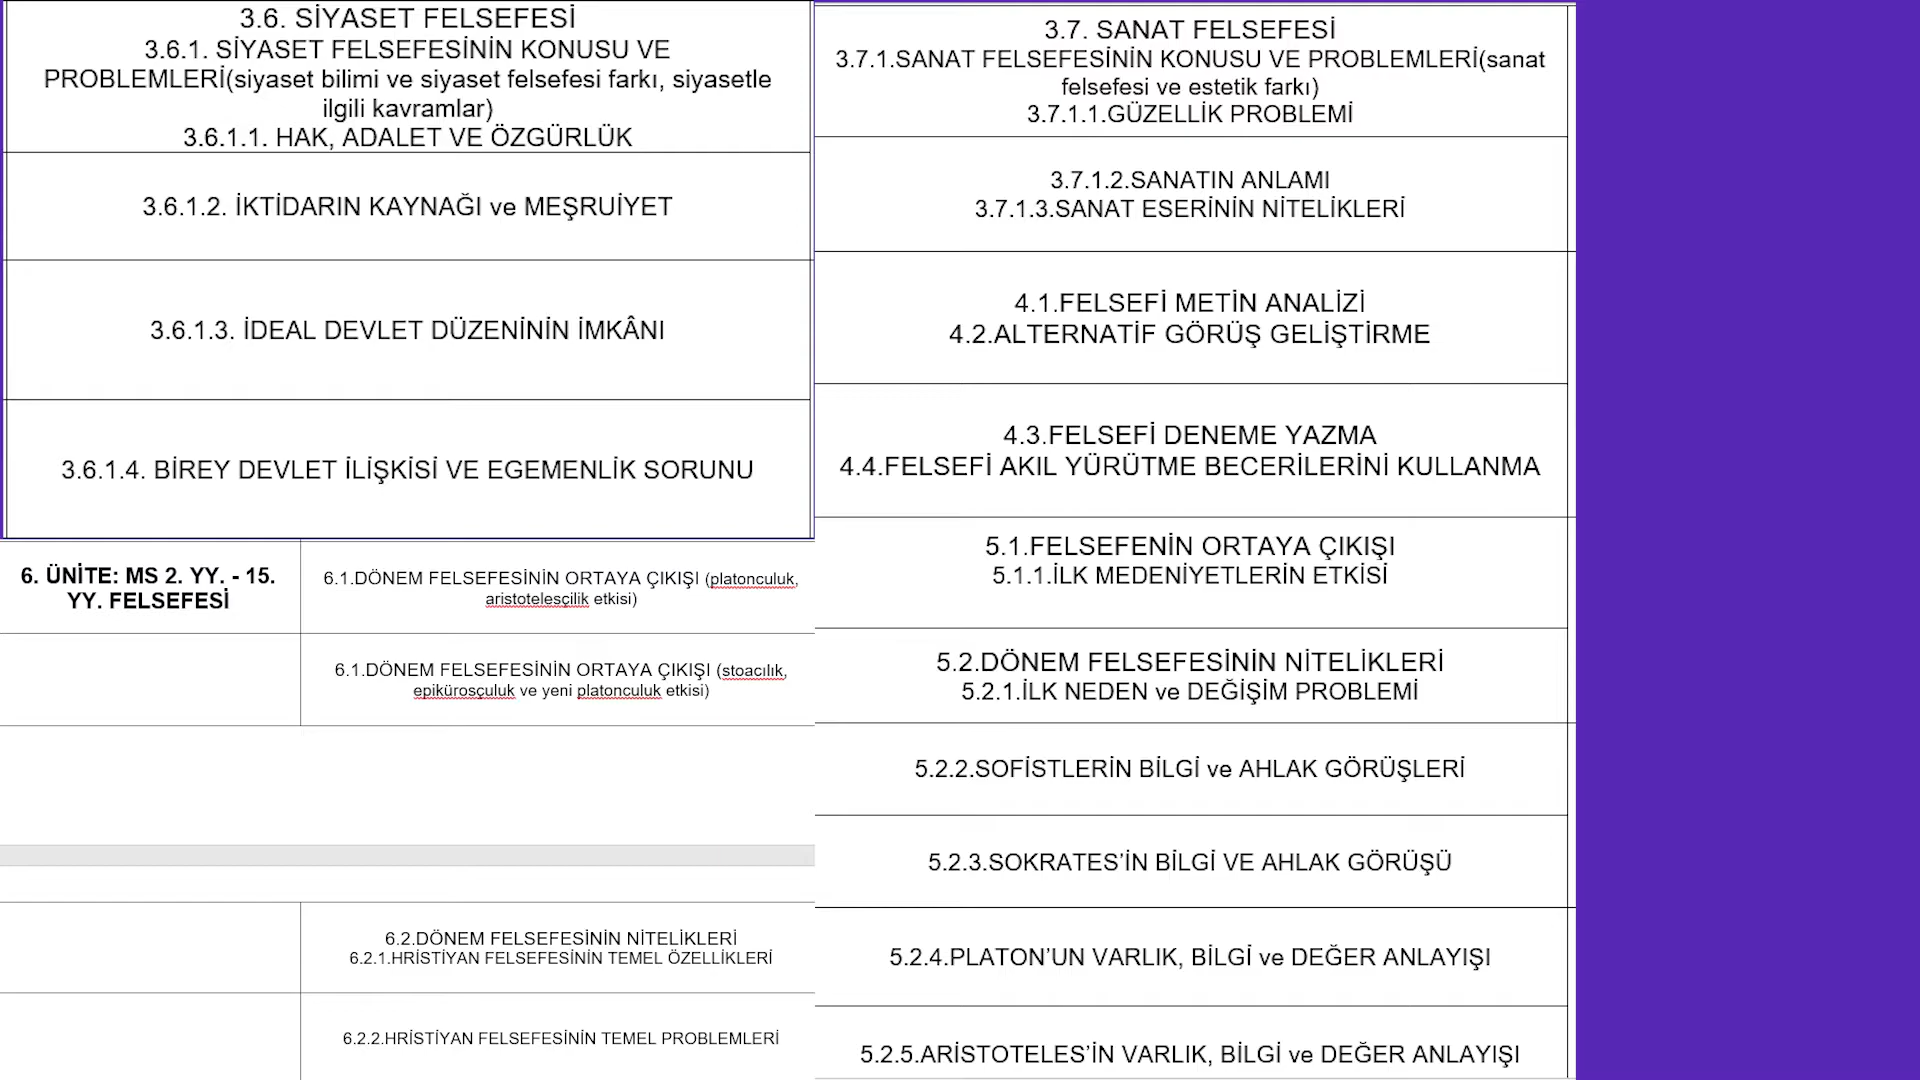 3.6. SİYASET FELSEFESİ
3.6.1. SİYASET FELSEFESİNİN KONUSU VE
PROBLEMLERİ(siyaset bilimi ve siyaset felsefesi farkı, siyasetle
ilgili kavramlar)
3.6.1.1. HAK, ADALET VE ÖZGÜRLÜK
3.6.1.2. İKTİDARIN KAYNAĞI ve MEŞRUİYET
3.6.1.3. İDEAL DEVLET DÜZENİNİN İMKÂNI
3.6.1.4. BİREY DEVLET İLİŞKİSİ VE EGEMENLİK SORUNU
3.7. SANAT FELSEFESİ
3.7.1.SANAT FELSEFESİNİN KONUSU VE PROBLEMLERİ(sanat
felsefesi ve estetik farkı)
3.7.1.1.GÜZELLİK PROBLEMİ
3.7.1.2.SANATIN ANLAMI
3.7.1.3.SANAT ESERİNİN NİTELİKLERİ
4.1.FELSEFİ METİN ANALİZİ
4.2.ALTERNATİF GÖRÜŞ GELİŞTİRME
4.3.FELSEFİ DENEME YAZMA
4.4.FELSEFİ AKIL YÜRÜTME BECERİLERİNİ KULLANMA
5.1.FELSEFENİN ORTAYA ÇIKIŞI
5.1.1.İLK MEDENİYETLERİN ETKİSİ
5.2.DÖNEM FELSEFESİNİN NİTELİKLERİ
5.2.1.İLK NEDEN ve DEĞİŞİM PROBLEMİ
5.2.2.SOFİSTLERİN BİLGİ ve AHLAK GÖRÜŞLERİ
5.2.3.SOKRATES’İN BİLGİ VE AHLAK GÖRÜŞÜ
5.2.4.PLATON’UN VARLIK, BİLGİ ve DEĞER ANLAYIŞI
5.2.5.ARİSTOTELES’İN VARLIK, BİLGİ ve DEĞER ANLAYIŞI
6. ÜNİTE: MS 2. YY. - 15.
YY. FELSEFESİ
6.1.DÖNEM FELSEFESİNİN ORTAYA ÇIKIŞI (platonculuk,
aristotelesçilik etkisi)
6.1.DÖNEM FELSEFESİNİN ORTAYA ÇIKIŞI (stoacılık,
epikürosçuluk ve yeni platonculuk etkisi)
6.2.DÖNEM FELSEFESİNİN NİTELİKLERİ
6.2.1.HRİSTİYAN FELSEFESİNİN TEMEL ÖZELLİKLERİ
6.2.2.HRİSTİYAN FELSEFESİNİN TEMEL PROBLEMLERİ